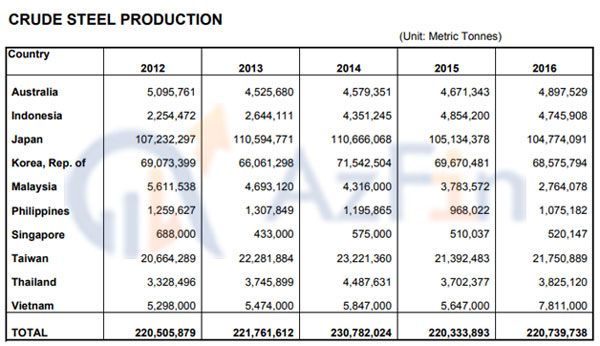 CRUDE STEEL PRODUCTION
(Unit: Metric Tonnes)
Country
2012 2013 2014 2015 2016
Australia 5,095,761 4,525,680 4,579,351 4,671,343 4,897,529
Indonesia 2,254,472 2,644,111 4,351,245 4,854,200 4,745,908
Japan 107,232,297 110,594,771 110,666,068 105,134,378 104,774,091
Korea, Rep. of 69,073,399 66,061,298 71,542,504 69,670,481 68,575,794
Malaysia 5,611,538 4,693,120 4,316,000 3,783,572 2,764,078
Philippines 1,259,627 1,307,849 1,195,865 968,022 1,075,182
Singapore 688,000 433,000 575,000 510,037 520,147
Taiwan 20,664,289 22,281,884 23,221,360 21,392,483 21,750,889
Thailand 3,328,496 3,745,899 4,487,631 3,702,377 3,825,120
Vietnam 5,298,000 5,474,000 5,847,000 5,647,000 7,811,000
TOTAL 220,505,879 221,761,612 230,782,024 220,333,893 220,739,738
AzFin